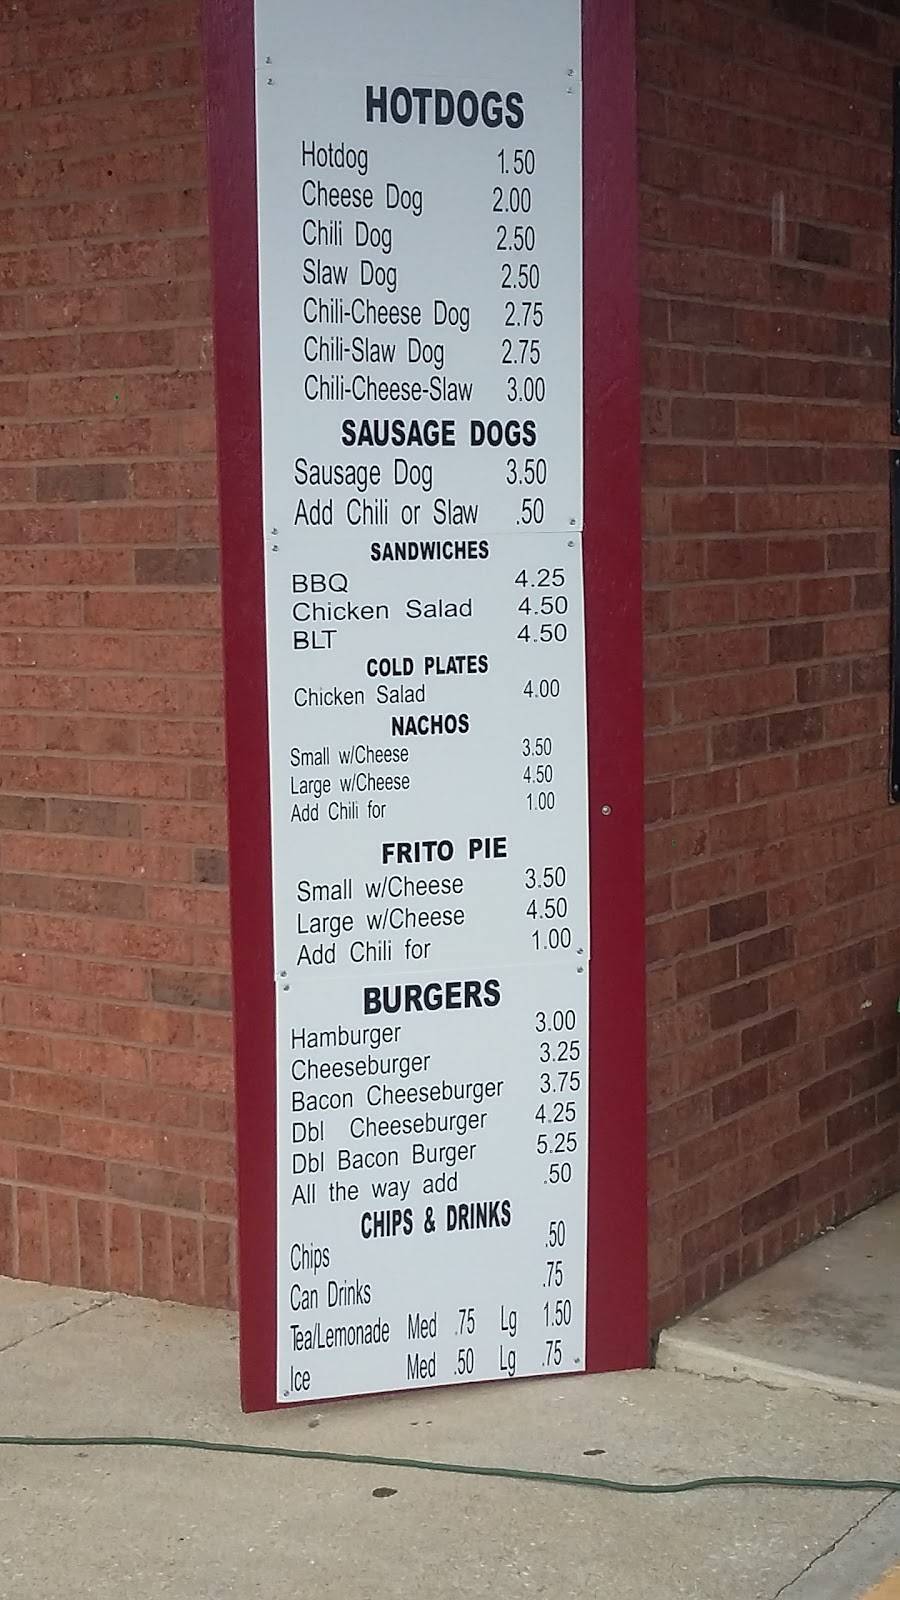 HOTDOGS
Hotdog 1.50
Cheese Dog 2.00
Chili Dog 2.50
Slaw Dog 2.50
Chili-Cheese Dog 2.75
Chili-Slaw Dog 2.75
Chili-Cheese-Slaw 3.00
SAUSAGE DOGS
Sausage Dog 3.50
Add Chili or Slaw .50
SANDWICHES
BBQ 4.25
Chicken Salad 4.50
BLT 4.50
COLD PLATES
Chicken Salad 4.00
NACHOS
Small w/Cheese 3.50
Large w/Cheese 4.50
Add Chili for 1.00
FRITO PIE
Small w/Cheese 3.50
Large w/Cheese 4.50
Add Chili for 1.00
BURGERS
Hamburger 3.00
Cheeseburger 3.25
Bacon Cheeseburger 3.75
Dbl Cheeseburger 4.25
Dbl Bacon Burger 5.25
All the way add .50
CHIPS & DRINKS
Chips .50
Can Drinks .75
Tea/Lemonade Med .75 Lg 1.50
Ice Med .50 Lg .75